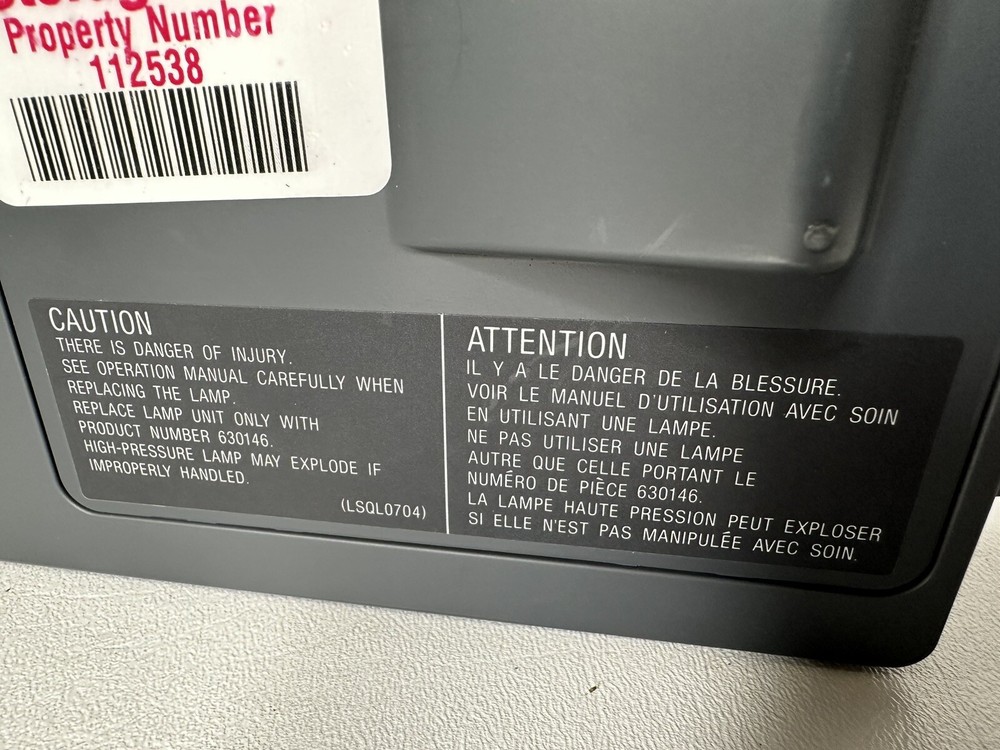 Property Number
112538
CAUTION
THERE IS DANGER OF INJURY.
SEE OPERATION MANUAL CAREFULLY WHEN
REPLACING THE LAMP.
REPLACE LAMP UNIT ONLY WITH
PRODUCT NUMBER 630146.
HIGH-PRESSURE LAMP MAY EXPLODE IF
IMPROPERLY HANDLED.
(LSQL0704)
ATTENTION
IL Y A LE DANGER DE LA BLESSURE.
VOIR LE MANUEL D'UTILISATION AVEC SOIN
EN UTILISANT UNE LAMPE.
NE PAS UTILISER UNE LAMPE
AUTRE QUE CELLE PORTANT LE
NUMÉRO DE PIÈCE 630146.
LA LAMPE HAUTE PRESSION PEUT EXPLOSER
SI ELLE N'EST PAS MANIPULÉE AVEC SOIN.